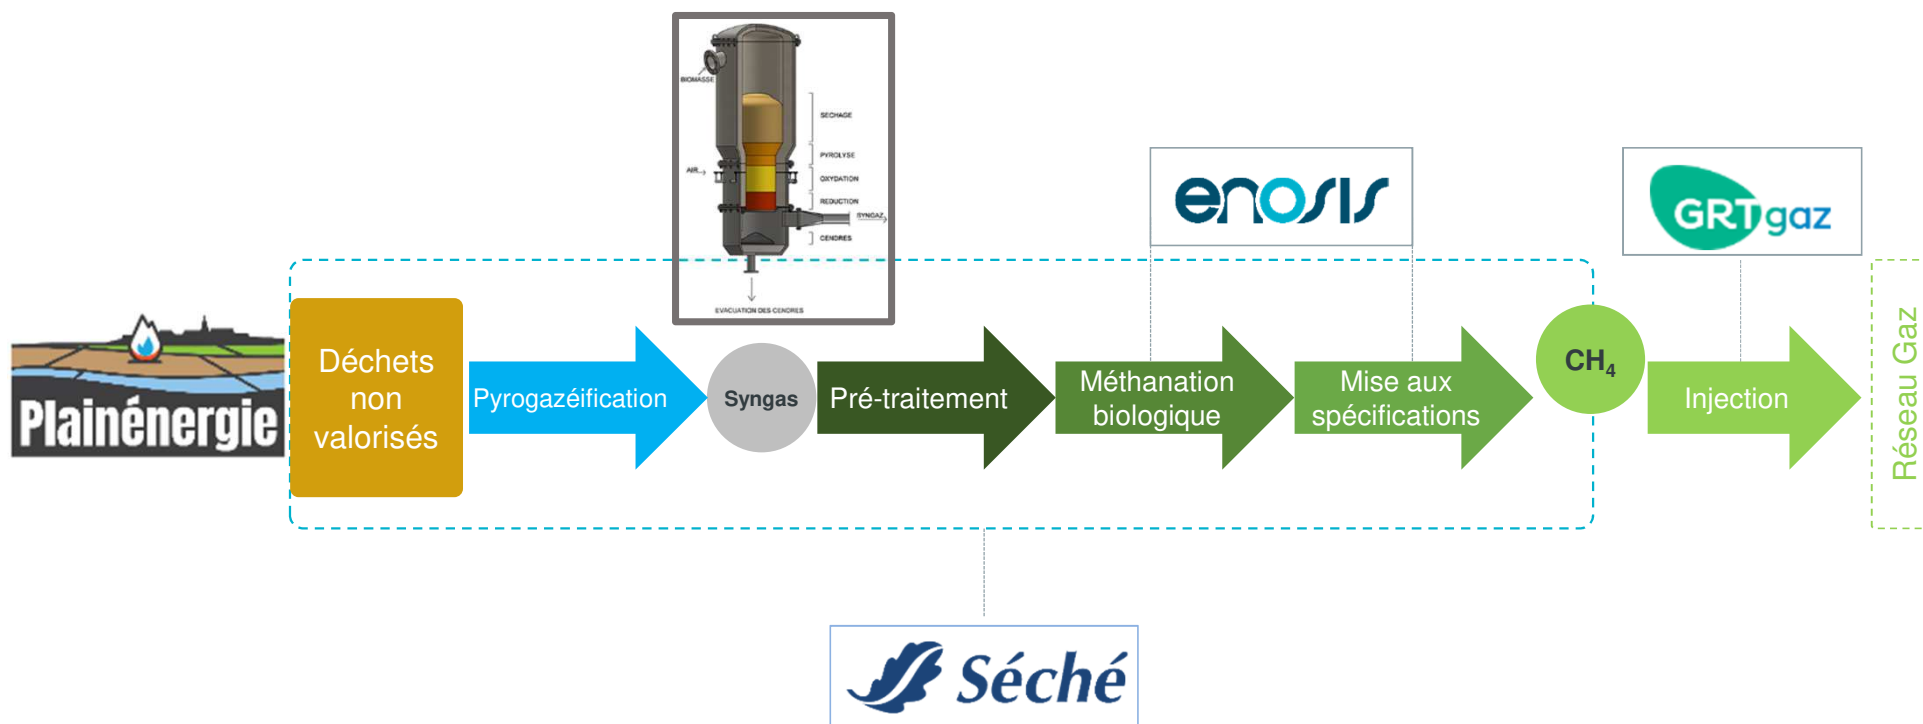 BIOMASSE
SECHAGE
PYROLYSE
AIR
OXYDATION
REDUCTION
SYNGAZ
CENDRES
EVACUATION DES CENDRES
enosis
GRTgaz
Plainénergie
Déchets
non
valorisés
Pyrogazéification
Syngas
Pré-traitement
Méthanation
biologique
Mise aux
spécifications
CH₄
Injection
Réseau Gaz
Séché